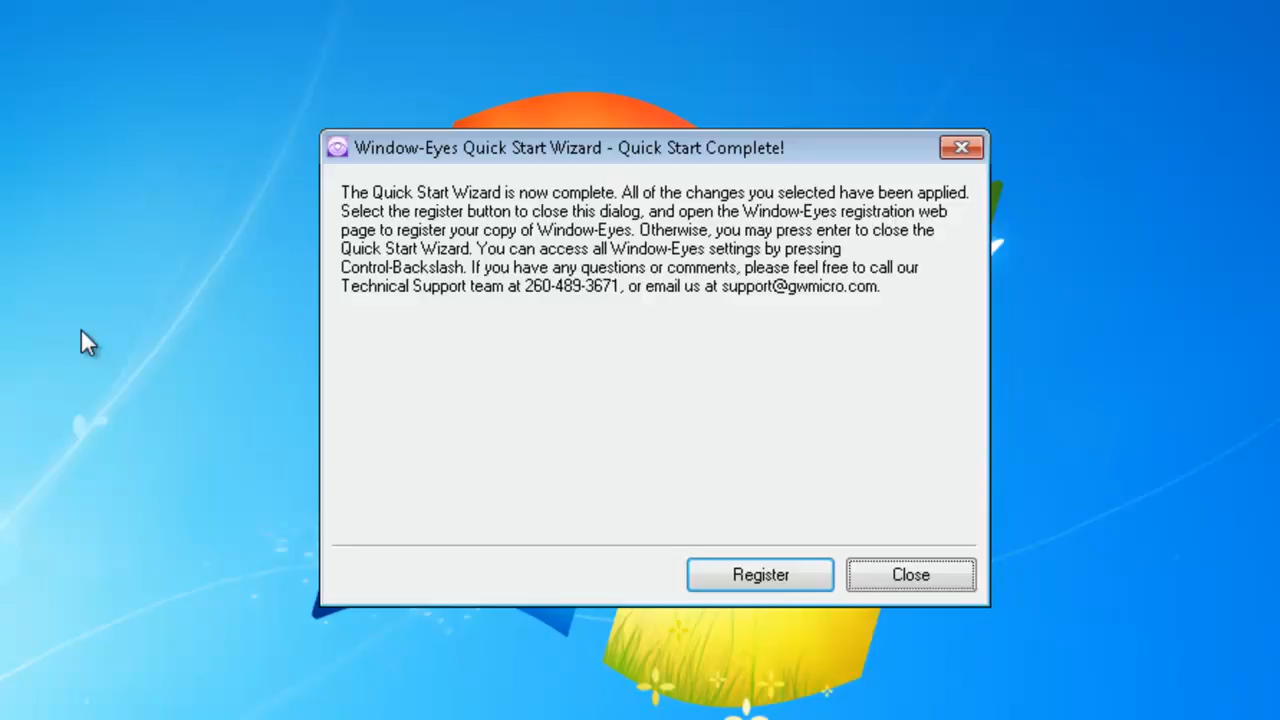 Window-Eyes Quick Start Wizard - Quick Start Complete!
The Quick Start Wizard is now complete. All of the changes you selected have been applied.
Select the register button to close this dialog, and open the Window-Eyes registration web
page to register your copy of Window-Eyes. Otherwise, you may press enter to close the
Quick Start Wizard. You can access all Window-Eyes settings by pressing
Control-Backslash. If you have any questions or comments, please feel free to call our
Technical Support team at 260-489-3671, or email us at support@gwmicro.com.
Register
Close